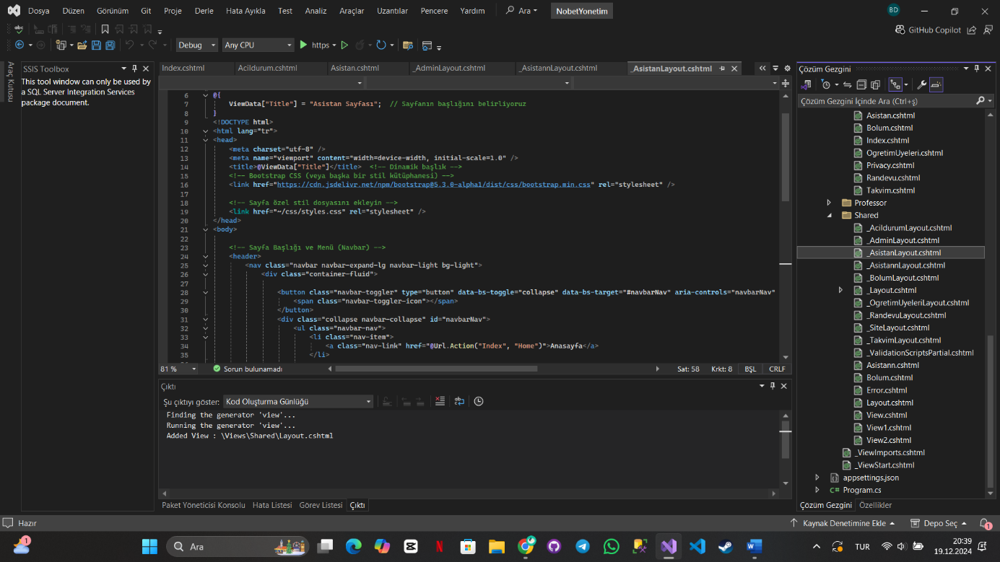 Dosya Düzen Görünüm Git Proje Derle Hata Ayıkla Test Analiz Araçlar Uzantılar Pencere Yardım Ara NobetYonetim BD
GitHub Copilot
Debug Any CPU https
Araç Kutusu
SSIS Toolbox
This tool window can only be used by
a SQL Server Integration Services
package document.
Index.cshtml Acildurum.cshtml Asistan.cshtml _AdminLayout.cshtml _AsistannLayout.cshtml _AsistanLayout.cshtml
6 @{
7 ViewData["Title"] = "Asistan Sayfası"; // Sayfanın başlığını belirliyoruz
8 }
9 <!DOCTYPE html>
10 <html lang="tr">
11 <head>
12 <meta charset="utf-8" />
13 <meta name="viewport" content="width=device-width, initial-scale=1.0" />
14 <title>@ViewData["Title"]</title> <!-- Dinamik başlık -->
15 <!-- Bootstrap CSS (veya başka bir stil kütüphanesi) -->
16 <link href="https://cdn.jsdelivr.net/npm/bootstrap@5.3.0-alpha1/dist/css/bootstrap.min.css" rel="stylesheet" />
17
18 <!-- Sayfa özel stil dosyasını ekleyin -->
19 <link href="~/css/styles.css" rel="stylesheet" />
20 </head>
21 <body>
22
23 <!-- Sayfa Başlığı ve Menü (Navbar) -->
24 <header>
25 <nav class="navbar navbar-expand-lg navbar-light bg-light">
26 <div class="container-fluid">
27
28 <button class="navbar-toggler" type="button" data-bs-toggle="collapse" data-bs-target="#navbarNav" aria-controls="navbarNav"
29 <span class="navbar-toggler-icon"></span>
30 </button>
31 <div class="collapse navbar-collapse" id="navbarNav">
32 <ul class="navbar-nav">
33 <li class="nav-item">
34 <a class="nav-link" href="@Url.Action("Index", "Home")">Anasayfa</a>
35 </li>
81 % Sorun bulunamadı Sat: 58 Krkt: 8 BŞL CRLF
Çıktı
Şu çıktıyı göster: Kod Oluşturma Günlüğü
Finding the generator 'view'...
Running the generator 'view'...
Added View : \Views\Shared\Layout.cshtml
Paket Yöneticisi Konsolu Hata Listesi Görev Listesi Çıktı
Çözüm Gezgini
Çözüm Gezgini İçinde Ara (Ctrl+ş)
Asistan.cshtml
Bolum.cshtml
Index.cshtml
OgretimUyeleri.cshtml
Privacy.cshtml
Randevu.cshtml
Takvim.cshtml
Professor
Shared
_AcildurumLayout.cshtml
_AdminLayout.cshtml
_AsistanLayout.cshtml
_AsistannLayout.cshtml
_BolumLayout.cshtml
_Layout.cshtml
_OgretimUyeleriLayout.cshtml
_RandevuLayout.cshtml
_SiteLayout.cshtml
_TakvimLayout.cshtml
_ValidationScriptsPartial.cshtml
Asistann.cshtml
Bolum.cshtml
Error.cshtml
Layout.cshtml
View.cshtml
View1.cshtml
View2.cshtml
_ViewImports.cshtml
_ViewStart.cshtml
appsettings.json
C# Program.cs
Çözüm Gezgini Özellikler
Hazır Kaynak Denetimine Ekle Depo Seç 1
1 Ara TUR 20:39
19.12.2024